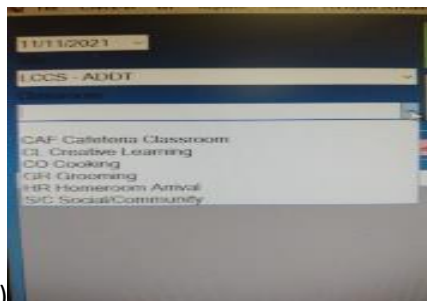 11/11/2021
LCCS - ADDT
Classroom
CAF Cafeteria Classroom
CL Creative Learning
CO Cooking
GR Grooming
HR Homeroom Arrival
S/C Social/Community
)